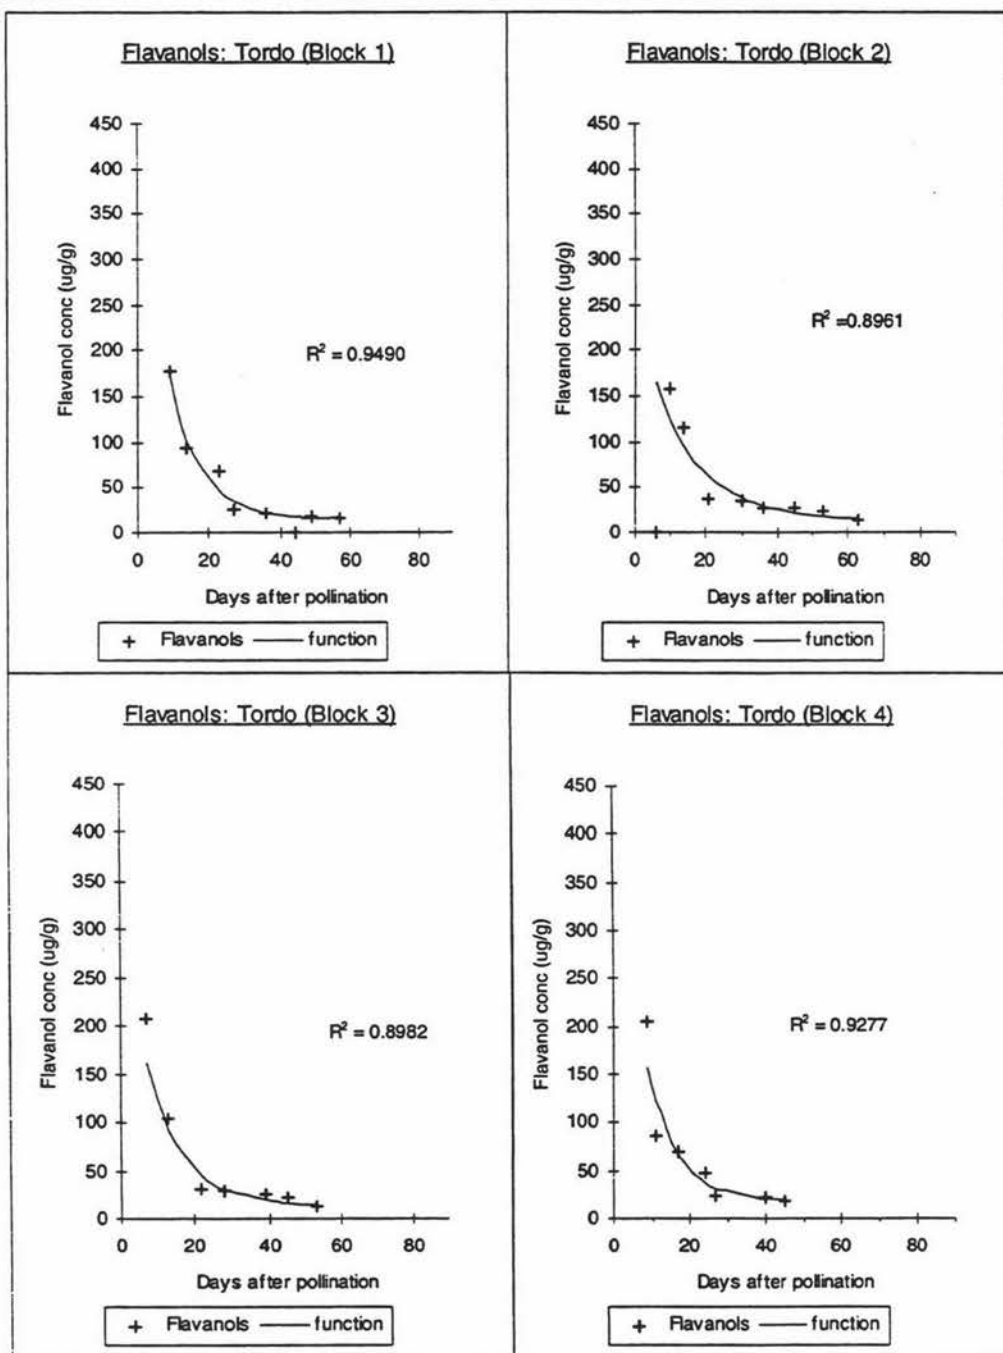 Flavanols: Tordo (Block 1)
450
400
350
300
250
200
150
100
50
0
Flavanol conc (ug/g)
R² = 0.9490
0 20 40 60 80
Days after pollination
+ Flavanols — function
Flavanols: Tordo (Block 2)
450
400
350
300
250
200
150
100
50
0
Flavanol conc (ug/g)
R² =0.8961
0 20 40 60 80
Days after pollination
+ Flavanols — function
Flavanols: Tordo (Block 3)
450
400
350
300
250
200
150
100
50
0
Flavanol conc (ug/g)
R² = 0.8982
0 20 40 60 80
Days after pollination
+ Flavanols — function
Flavanols: Tordo (Block 4)
450
400
350
300
250
200
150
100
50
0
Flavanol conc (ug/g)
R² = 0.9277
0 20 40 60 80
Days after pollination
+ Flavanols — function